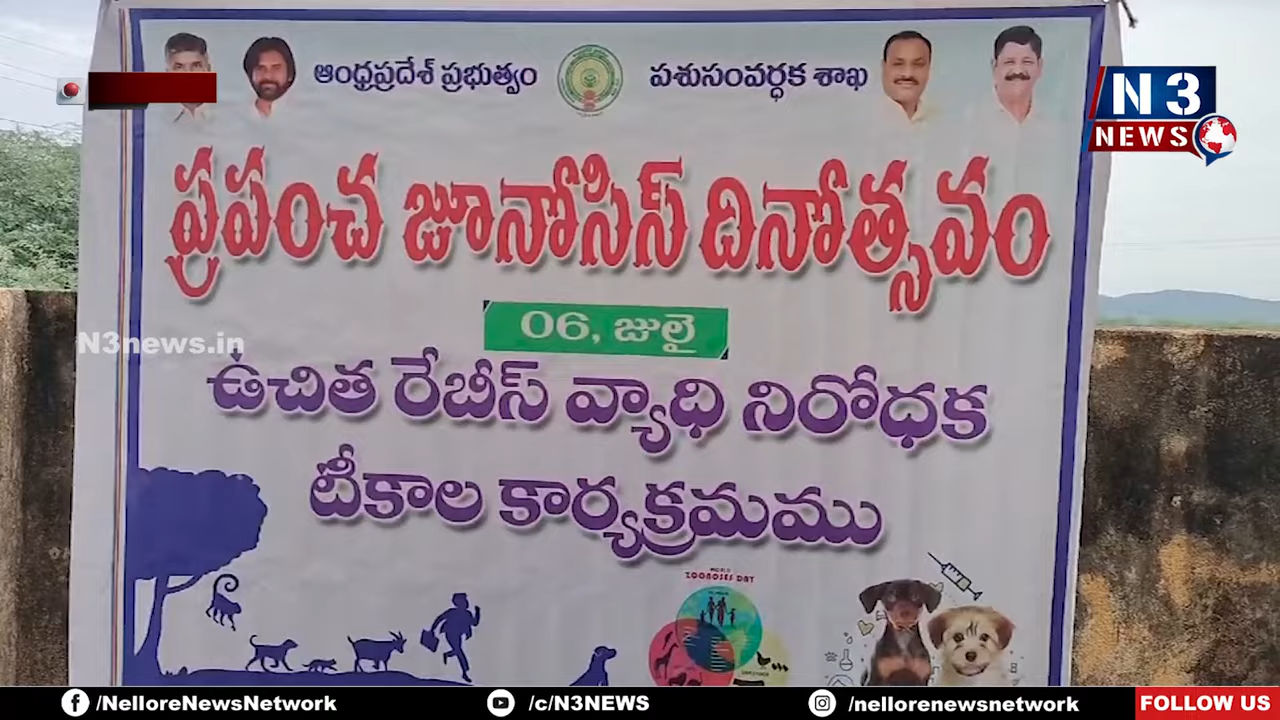 ఆంధ్రప్రదేశ్ ప్రభుత్వం పశుసంవర్ధక శాఖ
N3
NEWS
ప్రపంచ జూనోసిస్ దినోత్సవం
06, జులై
N3news.in
ఉచిత రేబీస్ వ్యాధి నిరోధక
టీకాల కార్యక్రమము
WORLD
ZOONOSES DAY
/NelloreNewsNetwork /c/N3NEWS /nellorenewsnetwork FOLLOW US